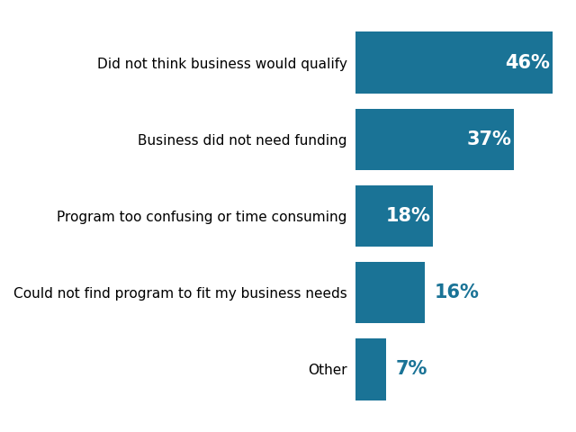 Did not think business would qualify 46%
Business did not need funding 37%
Program too confusing or time consuming 18%
Could not find program to fit my business needs 16%
Other 7%